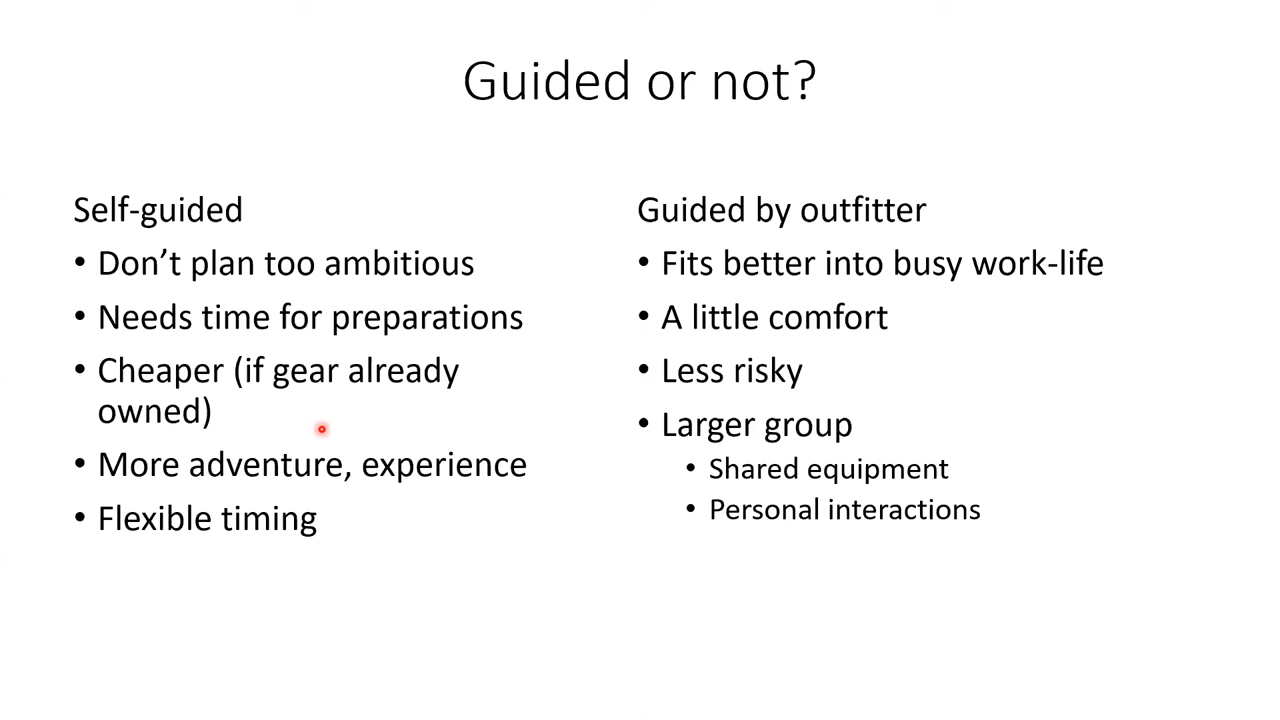 Guided or not?
Self-guided
• Don’t plan too ambitious
• Needs time for preparations
• Cheaper (if gear already
owned)
• More adventure, experience
• Flexible timing
Guided by outfitter
• Fits better into busy work-life
• A little comfort
• Less risky
• Larger group
• Shared equipment
• Personal interactions